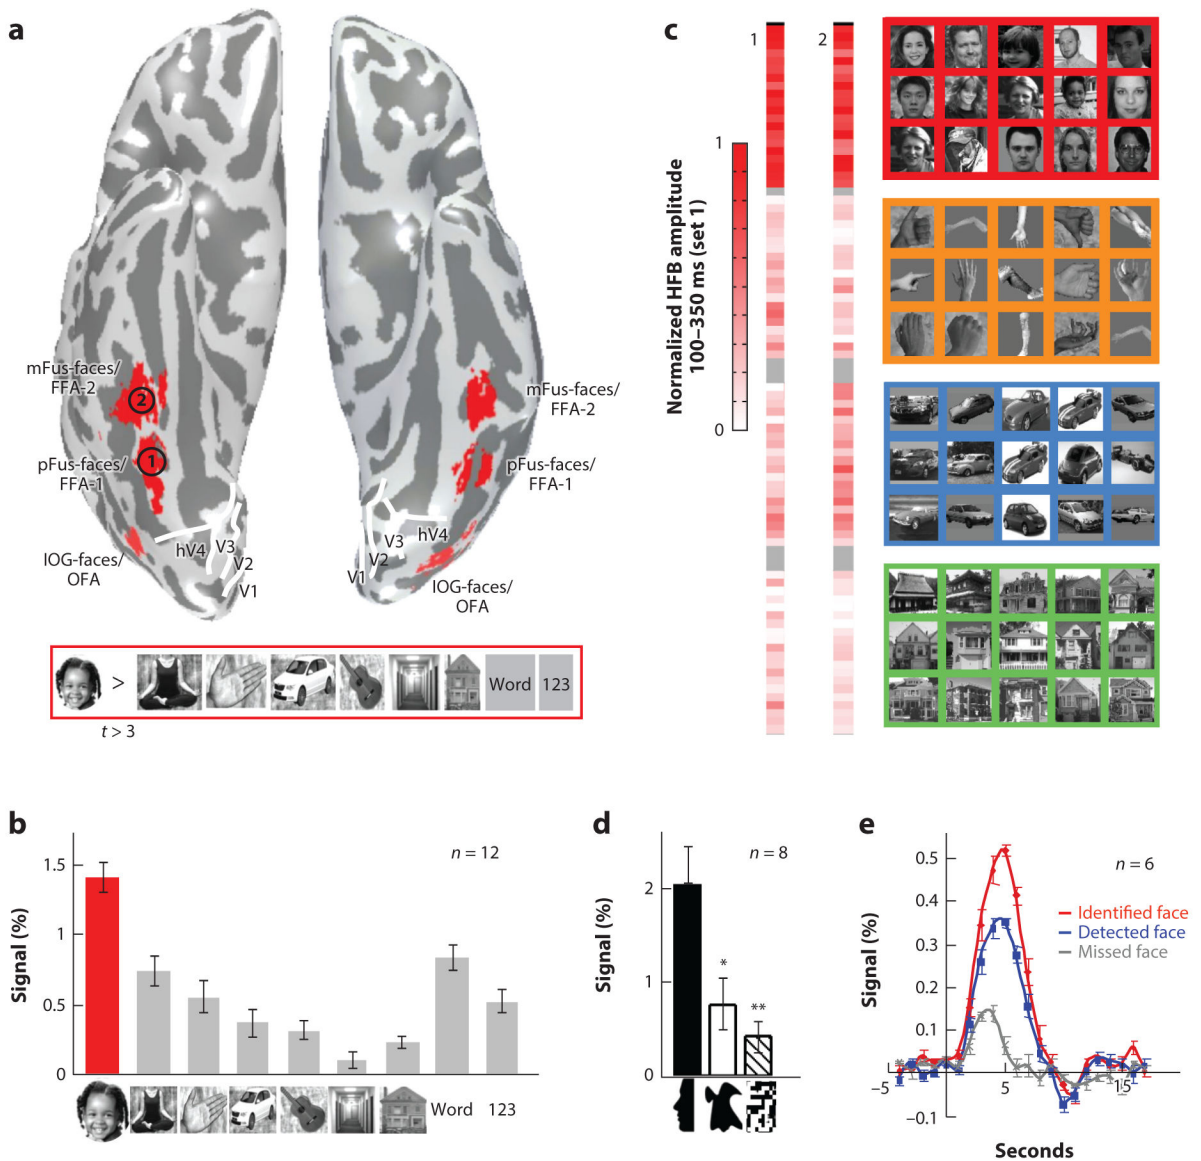 a
mFus-faces/
FFA-2
2
pFus-faces/
FFA-1
1
IOG-faces/
OFA
hV4
V3
V2
V1
mFus-faces/
FFA-2
pFus-faces/
FFA-1
hV4
V3
V2
V1
IOG-faces/
OFA
> Word 123
t > 3
c
1 2
Normalized HFB amplitude
100–350 ms (set 1)
1
0
b
n = 12
Signal (%)
1.5
1
0.5
0
Word 123
d
n = 8
Signal (%)
2
1
0
*
**
e
n = 6
Signal (%)
0.5
0.4
0.3
0.2
0.1
−0.1
−5 5 15
Identified face
Detected face
Missed face
Seconds